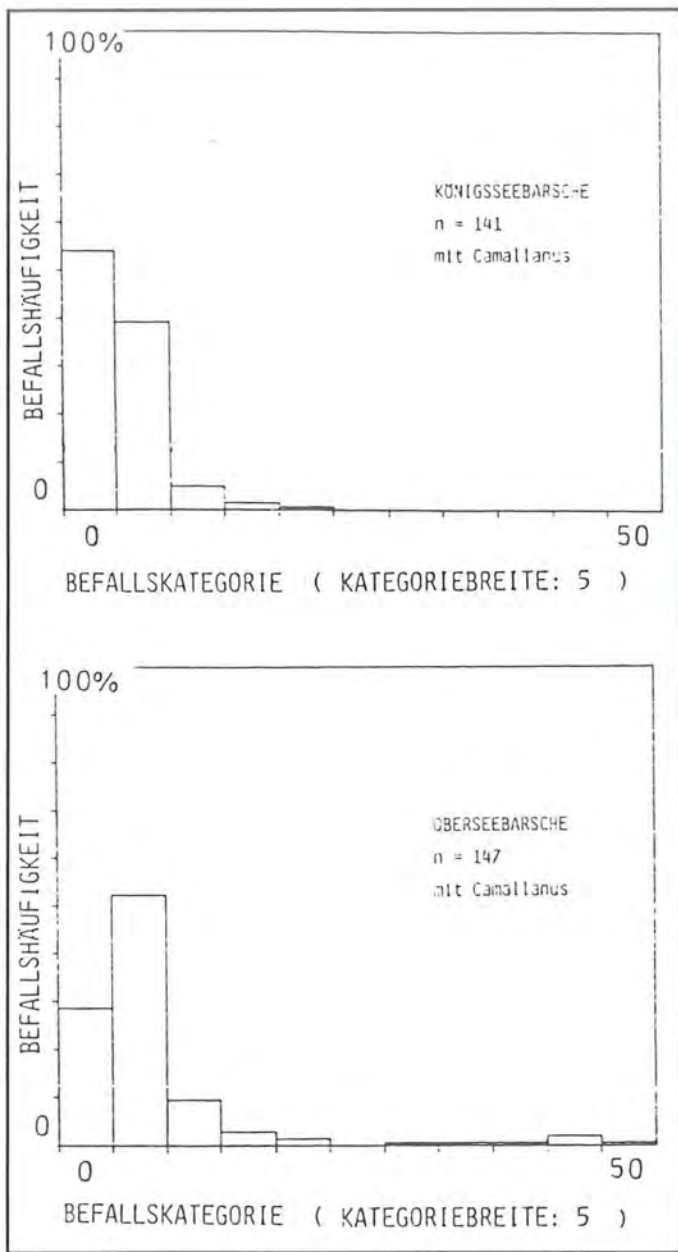 100%
BEFALLSHÄUFIGKEIT
KÖNIGSSEEBARSCHE
n = 141
mit Camallanus
0
0 50
BEFALLSKATEGORIE ( KATEGORIEBREITE: 5 )
100%
BEFALLSHÄUFIGKEIT
OBERSEEBARSCHE
n = 147
mit Camallanus
0
0 50
BEFALLSKATEGORIE ( KATEGORIEBREITE: 5 )